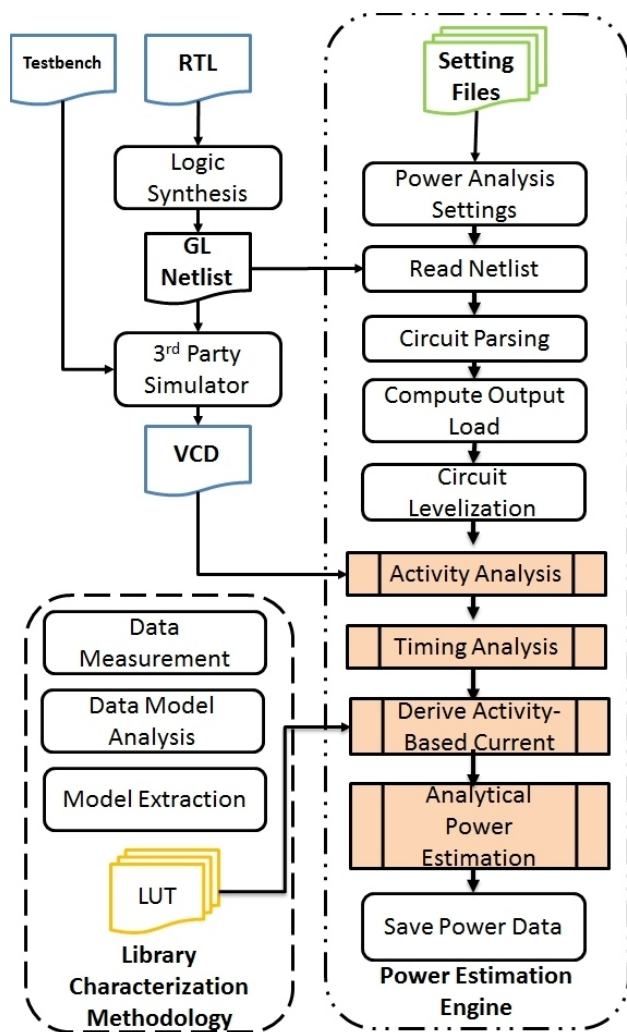 Testbench
RTL
Logic
Synthesis
GL
Netlist
3rd Party
Simulator
VCD
Data
Measurement
Data Model
Analysis
Model Extraction
LUT
Library
Characterization
Methodology
Setting
Files
Power Analysis
Settings
Read Netlist
Circuit Parsing
Compute Output
Load
Circuit
Levelization
Activity Analysis
Timing Analysis
Derive Activity-
Based Current
Analytical
Power
Estimation
Save Power Data
Power Estimation
Engine